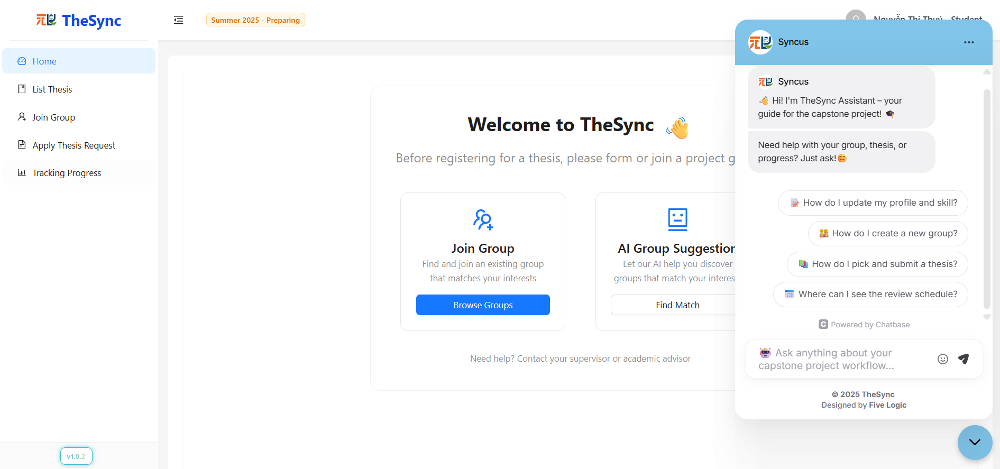 TheSync
Summer 2025 - Preparing
Nguyễn Thị Thuý - Student
Home
List Thesis
Join Group
Apply Thesis Request
Tracking Progress
v1.0.2
Welcome to TheSync 👋
Before registering for a thesis, please form or join a project g
Join Group
Find and join an existing group
that matches your interests
Browse Groups
AI Group Suggestion
Let our AI help you discover
groups that match your interes
Find Match
Need help? Contact your supervisor or academic advisor
Syncus
Syncus
👋 Hi! I'm TheSync Assistant – your
guide for the capstone project! 🎓
Need help with your group, thesis, or
progress? Just ask!😊
📝 How do I update my profile and skill?
👥 How do I create a new group?
📚 How do I pick and submit a thesis?
📅 Where can I see the review schedule?
C Powered by Chatbase
🤖 Ask anything about your
capstone project workflow...
© 2025 TheSync
Designed by Five Logic